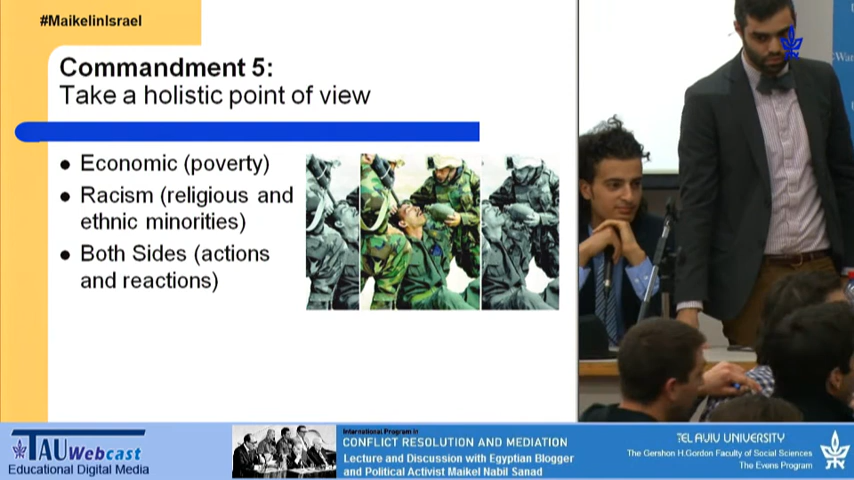 #MaikelinIsrael
Commandment 5:
Take a holistic point of view
● Economic (poverty)
● Racism (religious and
ethnic minorities)
● Both Sides (actions
and reactions)
TAU Webcast
Educational Digital Media
International Program in
CONFLICT RESOLUTION AND MEDIATION
Lecture and Discussion with Egyptian Blogger
and Political Activist Maikel Nabil Sanad
TEL AVIV UNIVERSITY
The Gershon H.Gordon Faculty of Social Sciences
The Evens Program